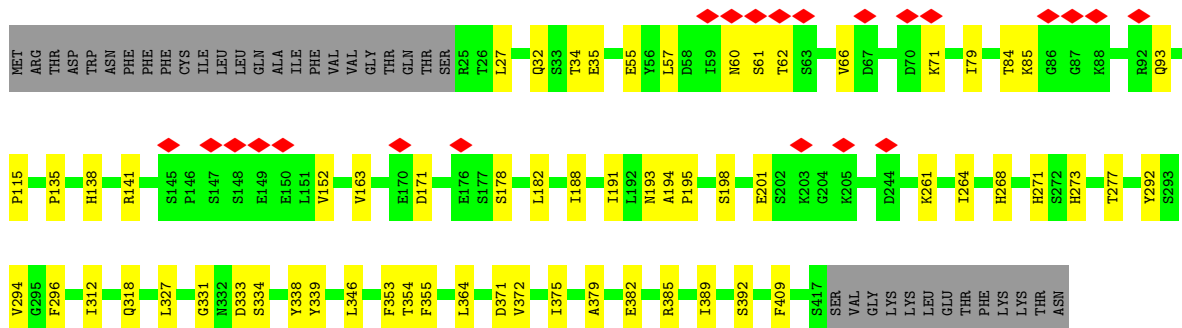 MET ARG THR ASP TRP ASN PHE PHE PHE CYS ILE LEU LEU GLN ALA ILE PHE VAL VAL GLY THR GLN THR SER R25 T26 L27 Q32 S33 T34 E35 E55 Y56 L57 D58 I59 N60 S61 T62 S63 V66 D67 D70 K71 I79 T84 K85 G86 G87 K88 R92 Q93
P115 P135 H138 R141 S145 P146 S147 S148 E149 E150 L151 V152 V163 E170 D171 E176 S177 S178 L182 I188 I191 L192 N193 A194 P195 S198 E201 S202 K203 G204 K205 D244 K261 I264 H268 H271 S272 H273 T277 Y292 S293
V294 G295 F296 I312 Q318 L327 G331 N332 D333 S334 Y338 Y339 L346 F353 T354 F355 L364 D371 V372 I375 A379 E382 R385 I389 S392 F409 S417 SER VAL GLY LYS LYS LEU GLU THR PHE LYS LYS THR ASN